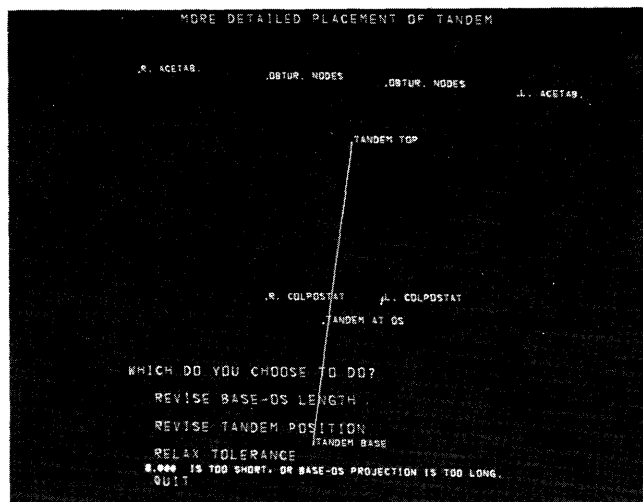 MORE DETAILED PLACEMENT OF TANDEM
R. ACETAB.
OBTUR. NODES
OBTUR. NODES
L. ACETAB.
TANDEM TOP
R. COLPOSTAT
L. COLPOSTAT
TANDEM AT OS
WHICH DO YOU CHOOSE TO DO?
REVISE BASE-OS LENGTH
REVISE TANDEM POSITION
TANDEM BASE
RELAX TOLERANCE
8.000 IS TOO SHORT, OR BASE-OS PROJECTION IS TOO LONG.
QUIT